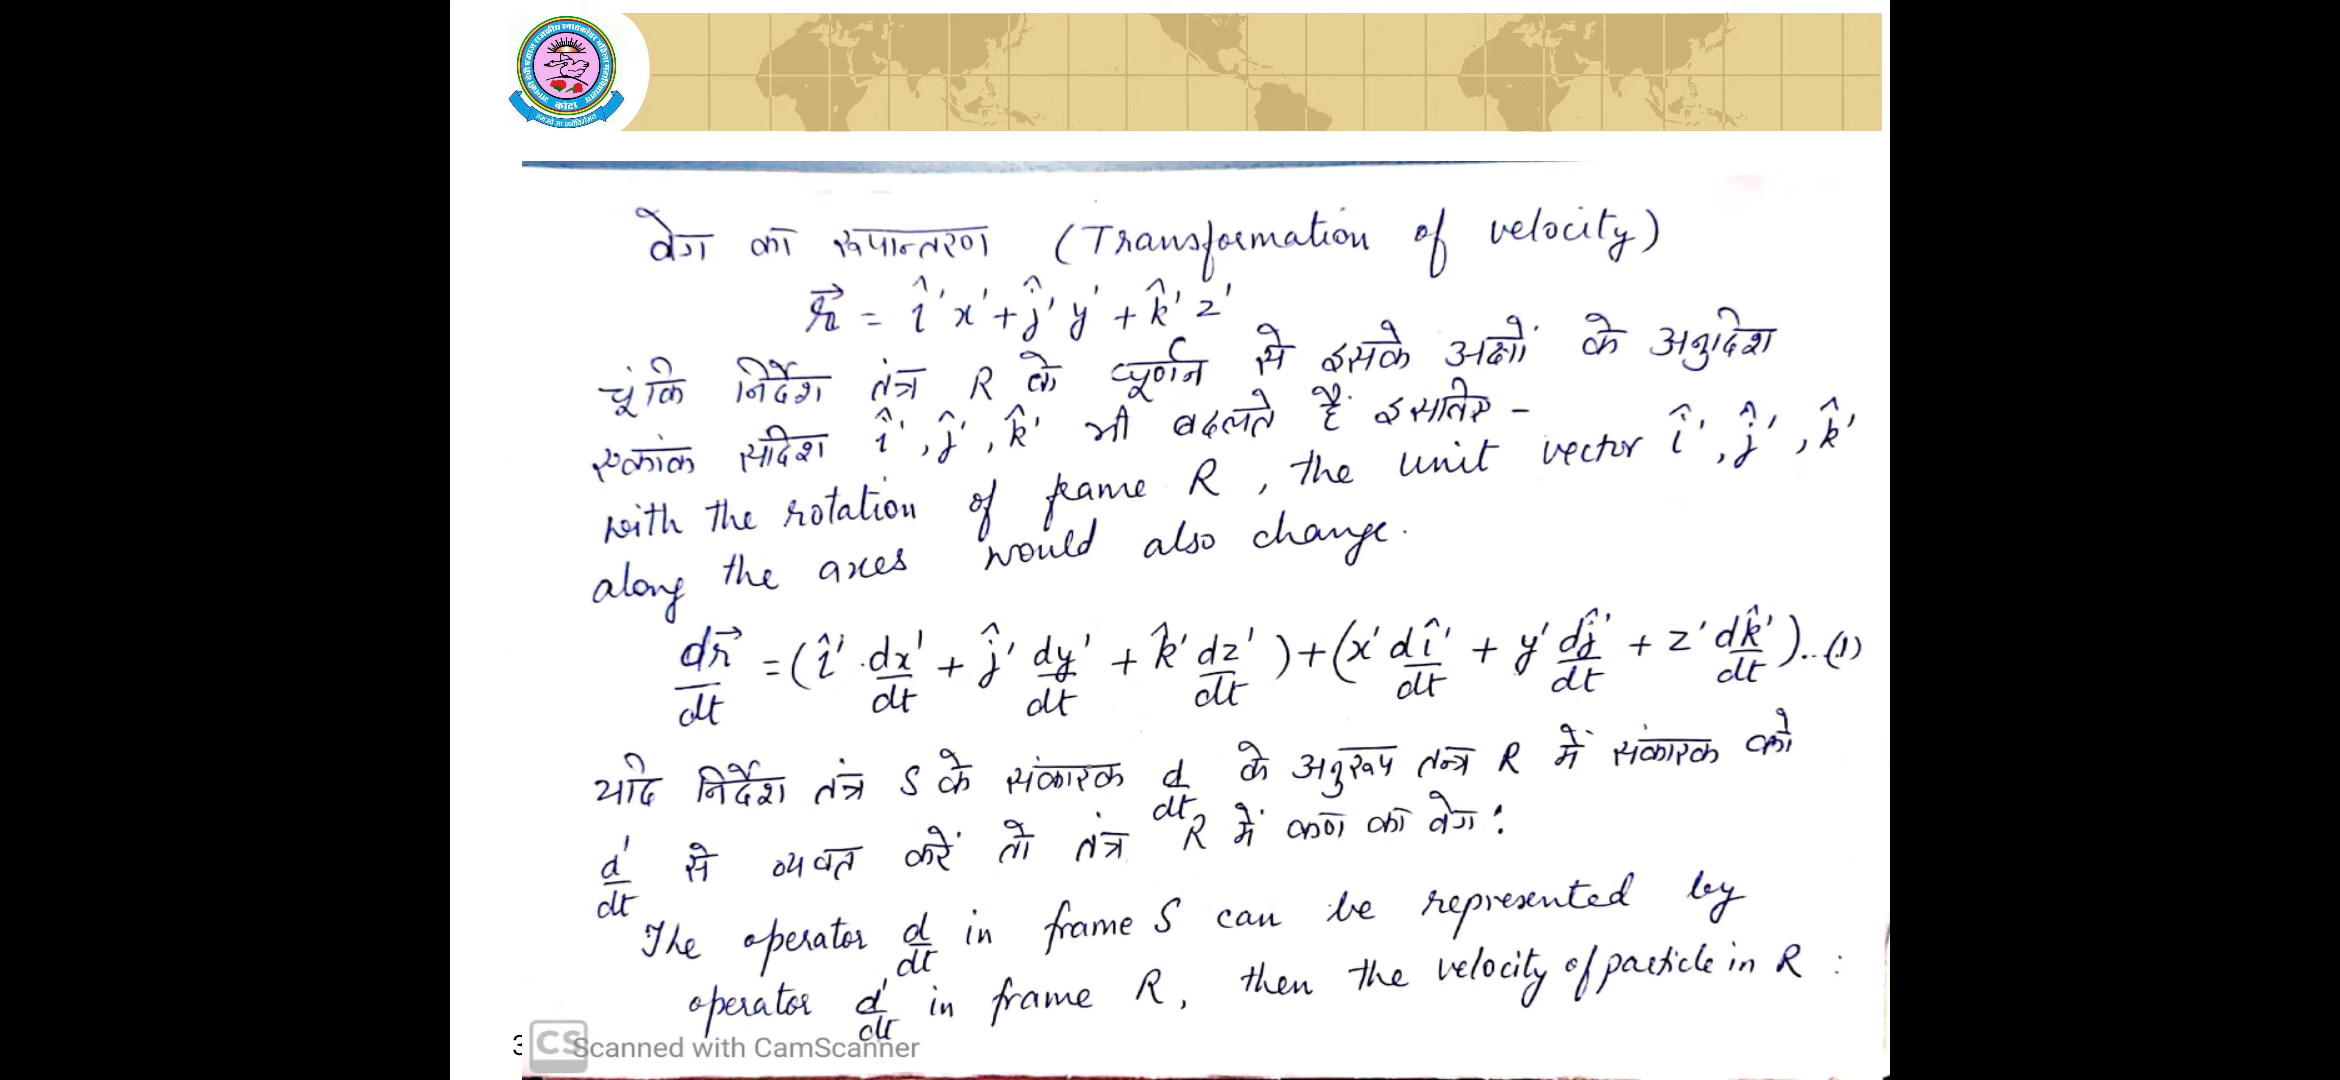 वेग का रूपान्तरण (Transformation of velocity)
r⃗ = î'x' + ĵ'y' + k̂'z'
चूंकि निर्देश तंत्र R के घूर्णन से इसके अक्षों के अनुदिश
एकांक सदिश î', ĵ', k̂' भी बदलते हैं इसलिए -
with the rotation of frame R, the unit vector î', ĵ', k̂'
along the axes would also change.
dr⃗/dt = (î' dx'/dt + ĵ' dy'/dt + k̂' dz'/dt) + (x' dî'/dt + y' dĵ'/dt + z' dk̂'/dt)..(1)
यदि निर्देश तंत्र S के संकारक d/dt के अनुरूप तन्त्र R में संकारक को
d'/dt से व्यक्त करें तो तंत्र R में कण का वेग:
The operator d/dt in frame S can be represented by
operator d'/dt in frame R, then the velocity of particle in R :
3
CS Scanned with CamScanner
कोटा